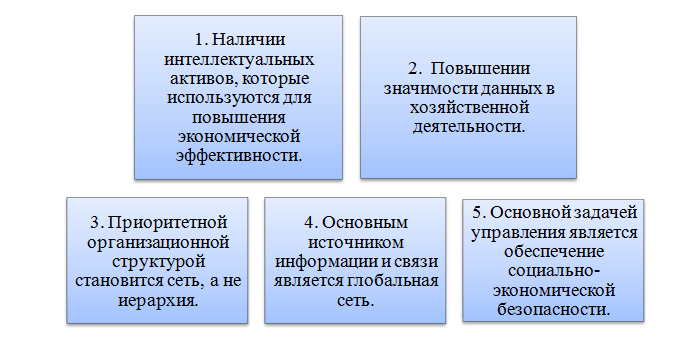 1. Наличии
интеллектуальных
активов, которые
используются для
повышения
экономической
эффективности.
2.  Повышении
значимости данных в
хозяйственной
деятельности.
3. Приоритетной
организационной
структурой
становится сеть, а не
иерархия.
4. Основным
источником
информации и связи
является глобальная
сеть.
5. Основной задачей
управления является
обеспечение
социально-
экономической
безопасности.